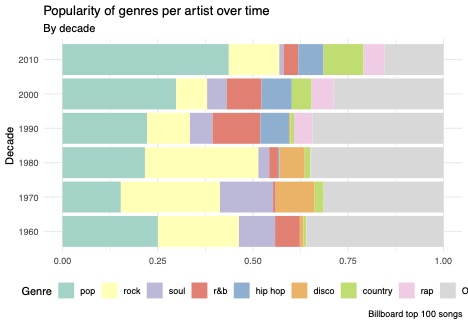 Popularity of genres per artist over time
By decade
Decade
2010
2000
1990
1980
1970
1960
0.00 0.25 0.50 0.75 1.00
Genre pop rock soul r&b hip hop disco country rap O
Billboard top 100 songs